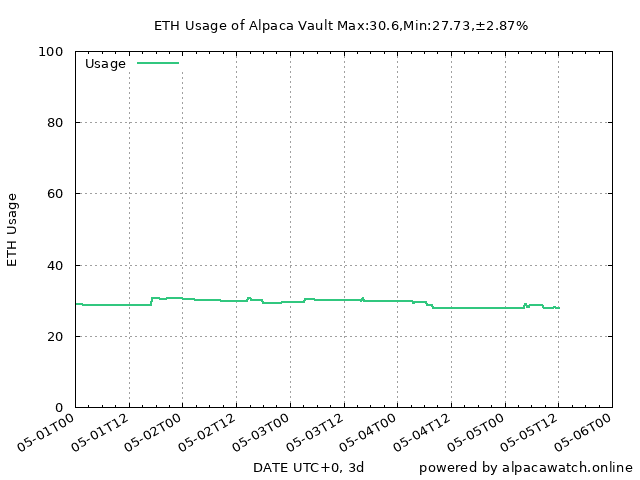 ETH Usage of Alpaca Vault Max:30.6,Min:27.73,±2.87%
100
Usage
80
60
ETH Usage
40
20
0
05-01T00
05-01T12
05-02T00
05-02T12
05-03T00
05-03T12
05-04T00
05-04T12
05-05T00
05-05T12
05-06T00
DATE UTC+0, 3d
powered by alpacawatch.online